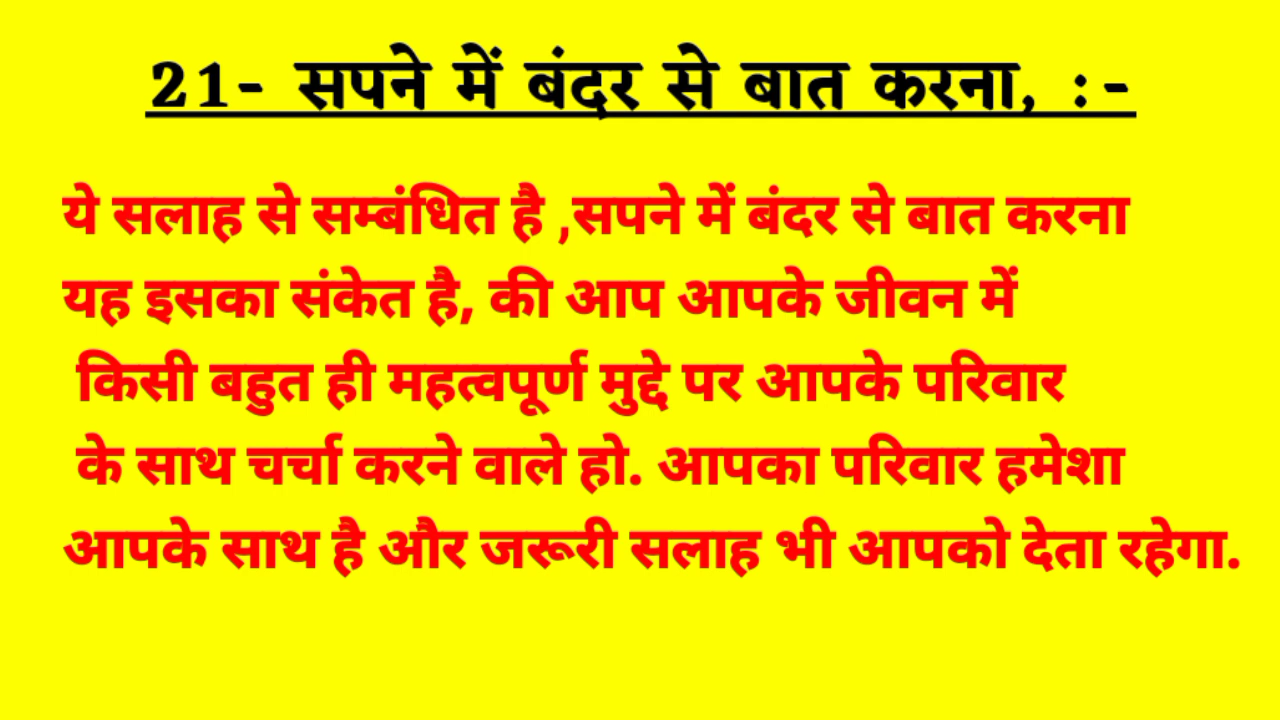 21- सपने में बंदर से बात करना, :-
ये सलाह से सम्बंधित है ,सपने में बंदर से बात करना
यह इसका संकेत है, की आप आपके जीवन में
किसी बहुत ही महत्वपूर्ण मुद्दे पर आपके परिवार
के साथ चर्चा करने वाले हो. आपका परिवार हमेशा
आपके साथ है और जरूरी सलाह भी आपको देता रहेगा.